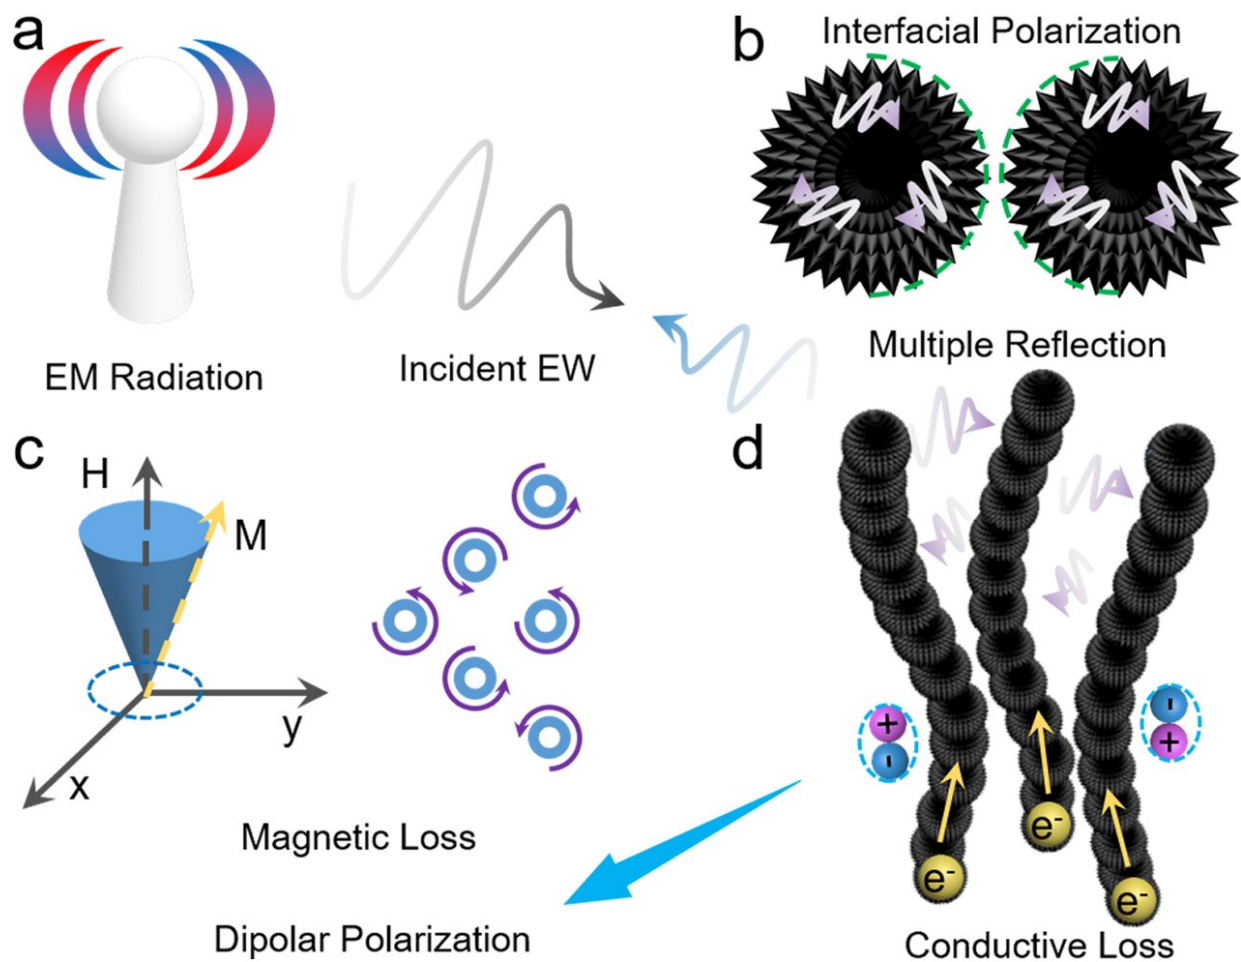 a
EM Radiation
Incident EW
b
Interfacial Polarization
Multiple Reflection
c
H
M
y
x
Magnetic Loss
Dipolar Polarization
d
+
-
-
+
e-
e-
e-
Conductive Loss